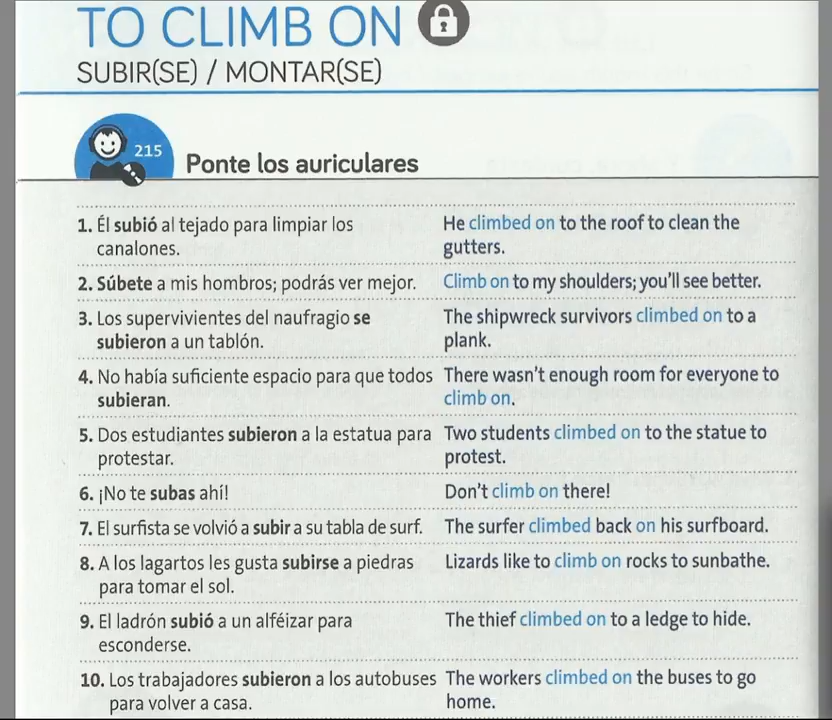 TO CLIMB ON
SUBIR(SE) / MONTAR(SE)
215
Ponte los auriculares
1. Él subió al tejado para limpiar los
canalones.
He climbed on to the roof to clean the
gutters.
2. Súbete a mis hombros; podrás ver mejor.
Climb on to my shoulders; you'll see better.
3. Los supervivientes del naufragio se
subieron a un tablón.
The shipwreck survivors climbed on to a
plank.
4. No había suficiente espacio para que todos
subieran.
There wasn't enough room for everyone to
climb on.
5. Dos estudiantes subieron a la estatua para
protestar.
Two students climbed on to the statue to
protest.
6. ¡No te subas ahí!
Don't climb on there!
7. El surfista se volvió a subir a su tabla de surf.
The surfer climbed back on his surfboard.
8. A los lagartos les gusta subirse a piedras
para tomar el sol.
Lizards like to climb on rocks to sunbathe.
9. El ladrón subió a un alféizar para
esconderse.
The thief climbed on to a ledge to hide.
10. Los trabajadores subieron a los autobuses
para volver a casa.
The workers climbed on the buses to go
home.